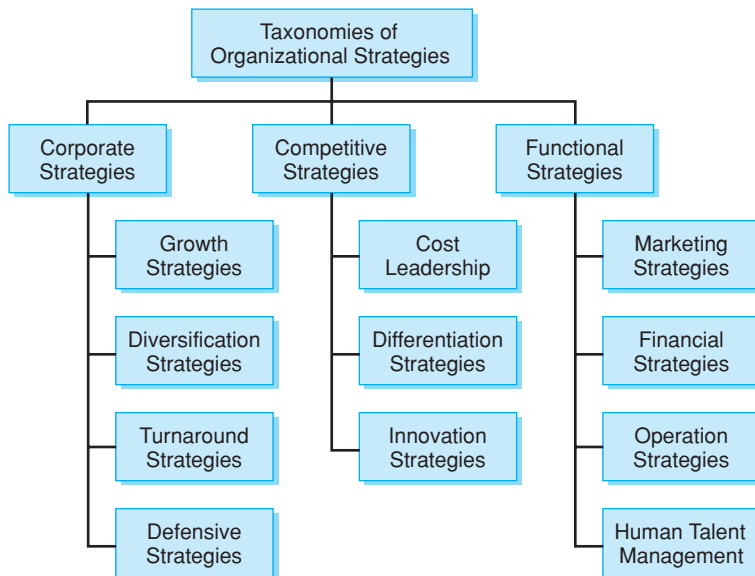 Taxonomies of
Organizational Strategies
Corporate
Strategies
Competitive
Strategies
Functional
Strategies
Growth
Strategies
Cost
Leadership
Marketing
Strategies
Diversification
Strategies
Differentiation
Strategies
Financial
Strategies
Turnaround
Strategies
Innovation
Strategies
Operation
Strategies
Defensive
Strategies
Human Talent
Management